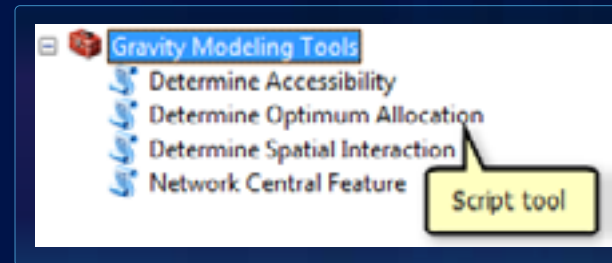 Gravity Modeling Tools
Determine Accessibility
Determine Optimum Allocation
Determine Spatial Interaction
Network Central Feature
Script tool